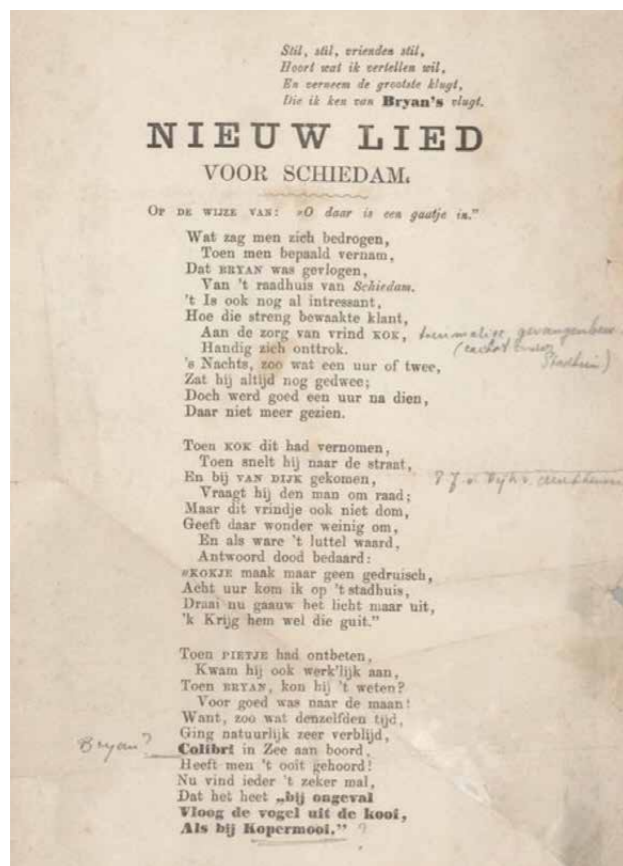 Stil, stil, vrienden stil,
Hoort wat ik vertellen wil,
En verneem de grootste klugt,
Die ik ken van Bryan's vlugt.
NIEUW LIED
VOOR SCHIEDAM.
OP DE WIJZE VAN: »O daar is een gaatje in."
Wat zag men zich bedrogen,
Toen men bepaald vernam,
Dat BRYAN was gevlogen,
Van 't raadhuis van Schiedam.
't Is ook nog al intressant,
Hoe die streng bewaakte klant,
Aan de zorg van vrind KOK,
Handig zich onttrok.
's Nachts, zoo wat een uur of twee,
Zat hij altijd nog gedwee;
Doch werd goed een uur na dien,
Daar niet meer gezien.
Toen KOK dit had vernomen,
Toen snelt hij naar de straat,
En bij VAN DIJK gekomen,
Vraagt hij den man om raad;
Maar dit vrindje ook niet dom,
Geeft daar wonder weinig om,
En als ware 't luttel waard,
Antwoord dood bedaard:
»KOKJE maak maar geen gedruisch,
Acht uur kom ik op 't stadhuis,
Draai nu gaauw het licht maar uit,
'k Krijg hem wel die guit."
Toen PIETJE had ontbeten,
Kwam hij ook werk'lijk aan,
Toen BRYAN, kon hij 't weten?
Voor goed was naar de maan!
Want, zoo wat denzelfden tijd,
Ging natuurlijk zeer verblijd,
Bryan?
Colibri in Zee aan boord,
Heeft men 't ooit gehoord!
Nu vind ieder 't zeker mal,
Dat het heet „bij ongeval
Vloog de vogel uit de kooi,
Als bij Kopermooi." ?